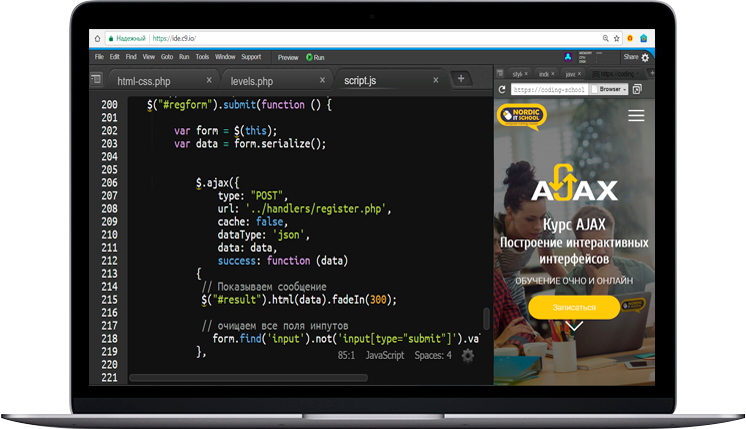 Надежный
https://ide.c9.io/
File Edit Find View Goto Run Tools Window Support Preview Run
Share
html-css.php × levels.php × script.js × +
200 $("#regform").submit(function () {
201
202 var form = $(this);
203 var data = form.serialize();
204
205
206 $.ajax({
207 type: "POST",
208 url: '../handlers/register.php',
209 cache: false,
210 dataType: 'json',
211 data: data,
212 success: function (data)
213 {
214 // Показываем сообщение
215 $("#result").html(data).fadeIn(300);
216
217 // очищаем все поля инпутов
218 form.find('input').not('input[type="submit"]').va
219 },
220
221
85:1 JavaScript Spaces: 4
styl × inde × java ×
https://coding-school
Browser
NORDIC
IT SCHOOL
AJAX
Курс AJAX
Построение интерактивных
интерфейсов
ОБУЧЕНИЕ ОЧНО И ОНЛАЙН
Записаться